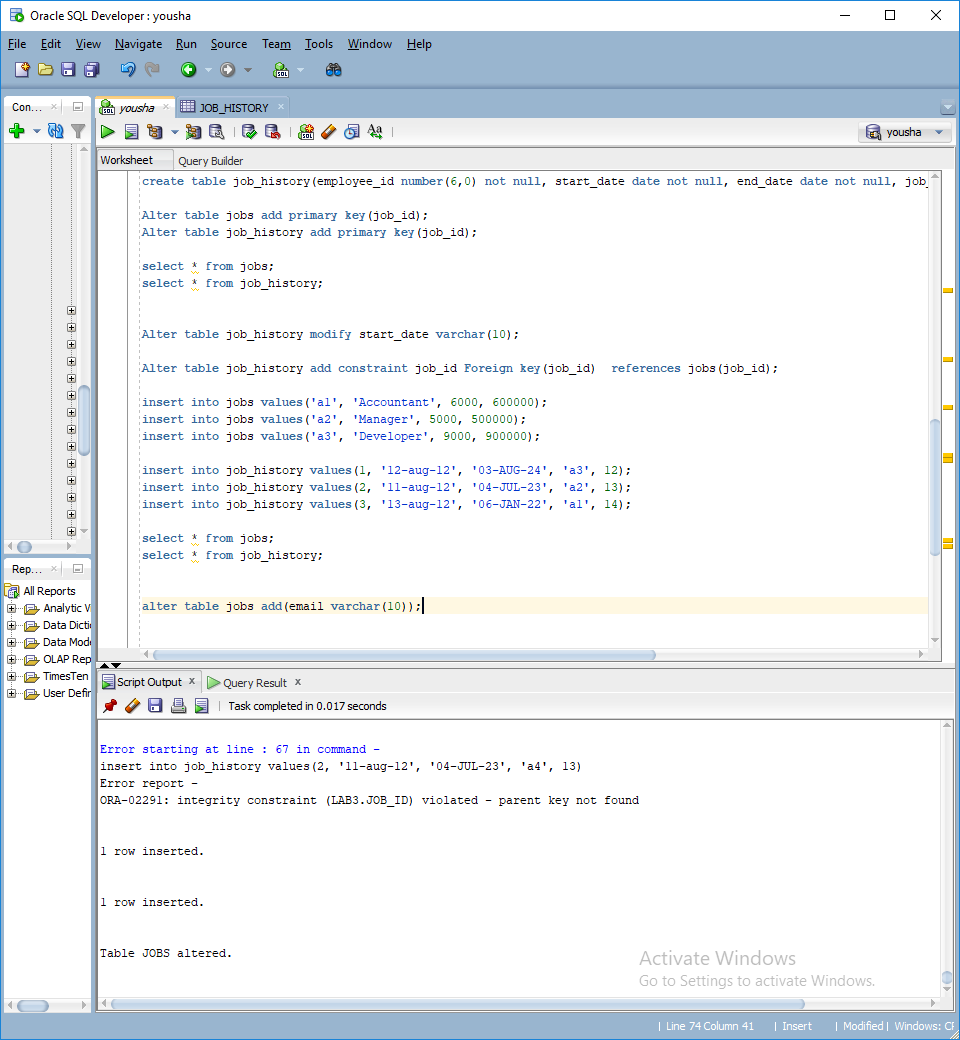 Oracle SQL Developer : yousha
File Edit View Navigate Run Source Team Tools Window Help
Con...
yousha
JOB_HISTORY
yousha
Worksheet Query Builder
create table job_history(employee_id number(6,0) not null, start_date date not null, end_date date not null, job_
Alter table jobs add primary key(job_id);
Alter table job_history add primary key(job_id);
select * from jobs;
select * from job_history;
Alter table job_history modify start_date varchar(10);
Alter table job_history add constraint job_id Foreign key(job_id)  references jobs(job_id);
insert into jobs values('a1', 'Accountant', 6000, 600000);
insert into jobs values('a2', 'Manager', 5000, 500000);
insert into jobs values('a3', 'Developer', 9000, 900000);
insert into job_history values(1, '12-aug-12', '03-AUG-24', 'a3', 12);
insert into job_history values(2, '11-aug-12', '04-JUL-23', 'a2', 13);
insert into job_history values(3, '13-aug-12', '06-JAN-22', 'a1', 14);
select * from jobs;
select * from job_history;
alter table jobs add(email varchar(10));
Rep...
All Reports
Analytic V
Data Dicti
Data Mode
OLAP Rep
TimesTen
User Defin
Script Output x Query Result x
Task completed in 0.017 seconds
Error starting at line : 67 in command -
insert into job_history values(2, '11-aug-12', '04-JUL-23', 'a4', 13)
Error report -
ORA-02291: integrity constraint (LAB3.JOB_ID) violated - parent key not found
1 row inserted.
1 row inserted.
Table JOBS altered.
Activate Windows
Go to Settings to activate Windows.
| Line 74 Column 41 | Insert | Modified | Windows: CF